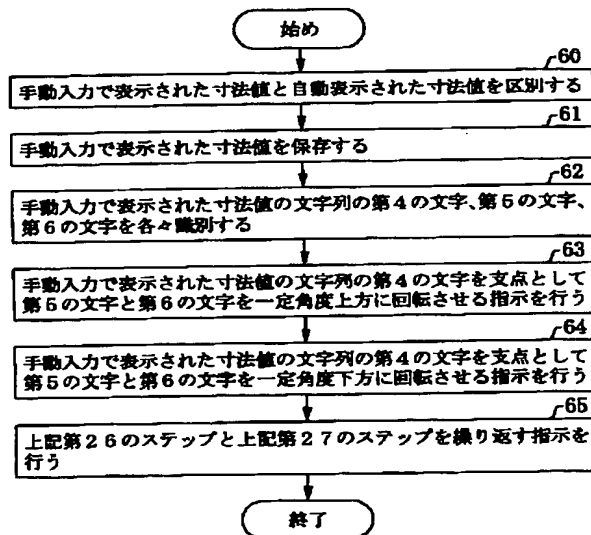 始め
60
手動入力で表示された寸法値と自動表示された寸法値を区別する
61
手動入力で表示された寸法値を保存する
62
手動入力で表示された寸法値の文字列の第4の文字、第5の文字、
第6の文字を各々識別する
63
手動入力で表示された寸法値の文字列の第4の文字を支点として
第5の文字と第6の文字を一定角度上方に回転させる指示を行う
64
手動入力で表示された寸法値の文字列の第4の文字を支点として
第5の文字と第6の文字を一定角度下方に回転させる指示を行う
65
上記第26のステップと上記第27のステップを繰り返す指示を
行う
終了